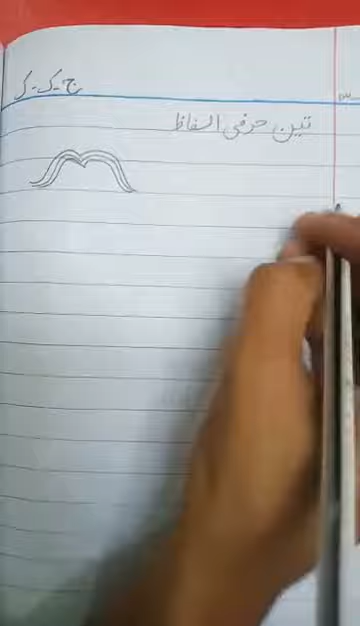 ج ۔ ک ۔ ک
تین حرفی الفاظ